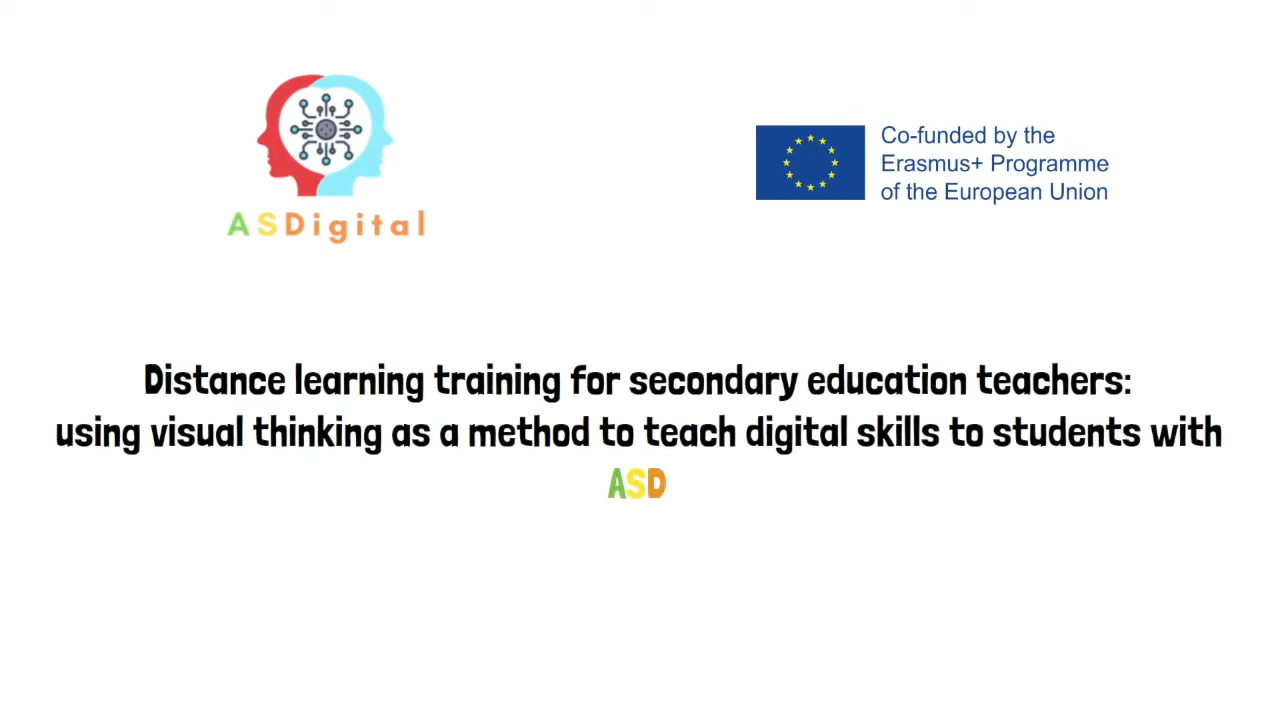 ASDigital
Co-funded by the
Erasmus+ Programme
of the European Union
Distance learning training for secondary education teachers:
using visual thinking as a method to teach digital skills to students with
ASD